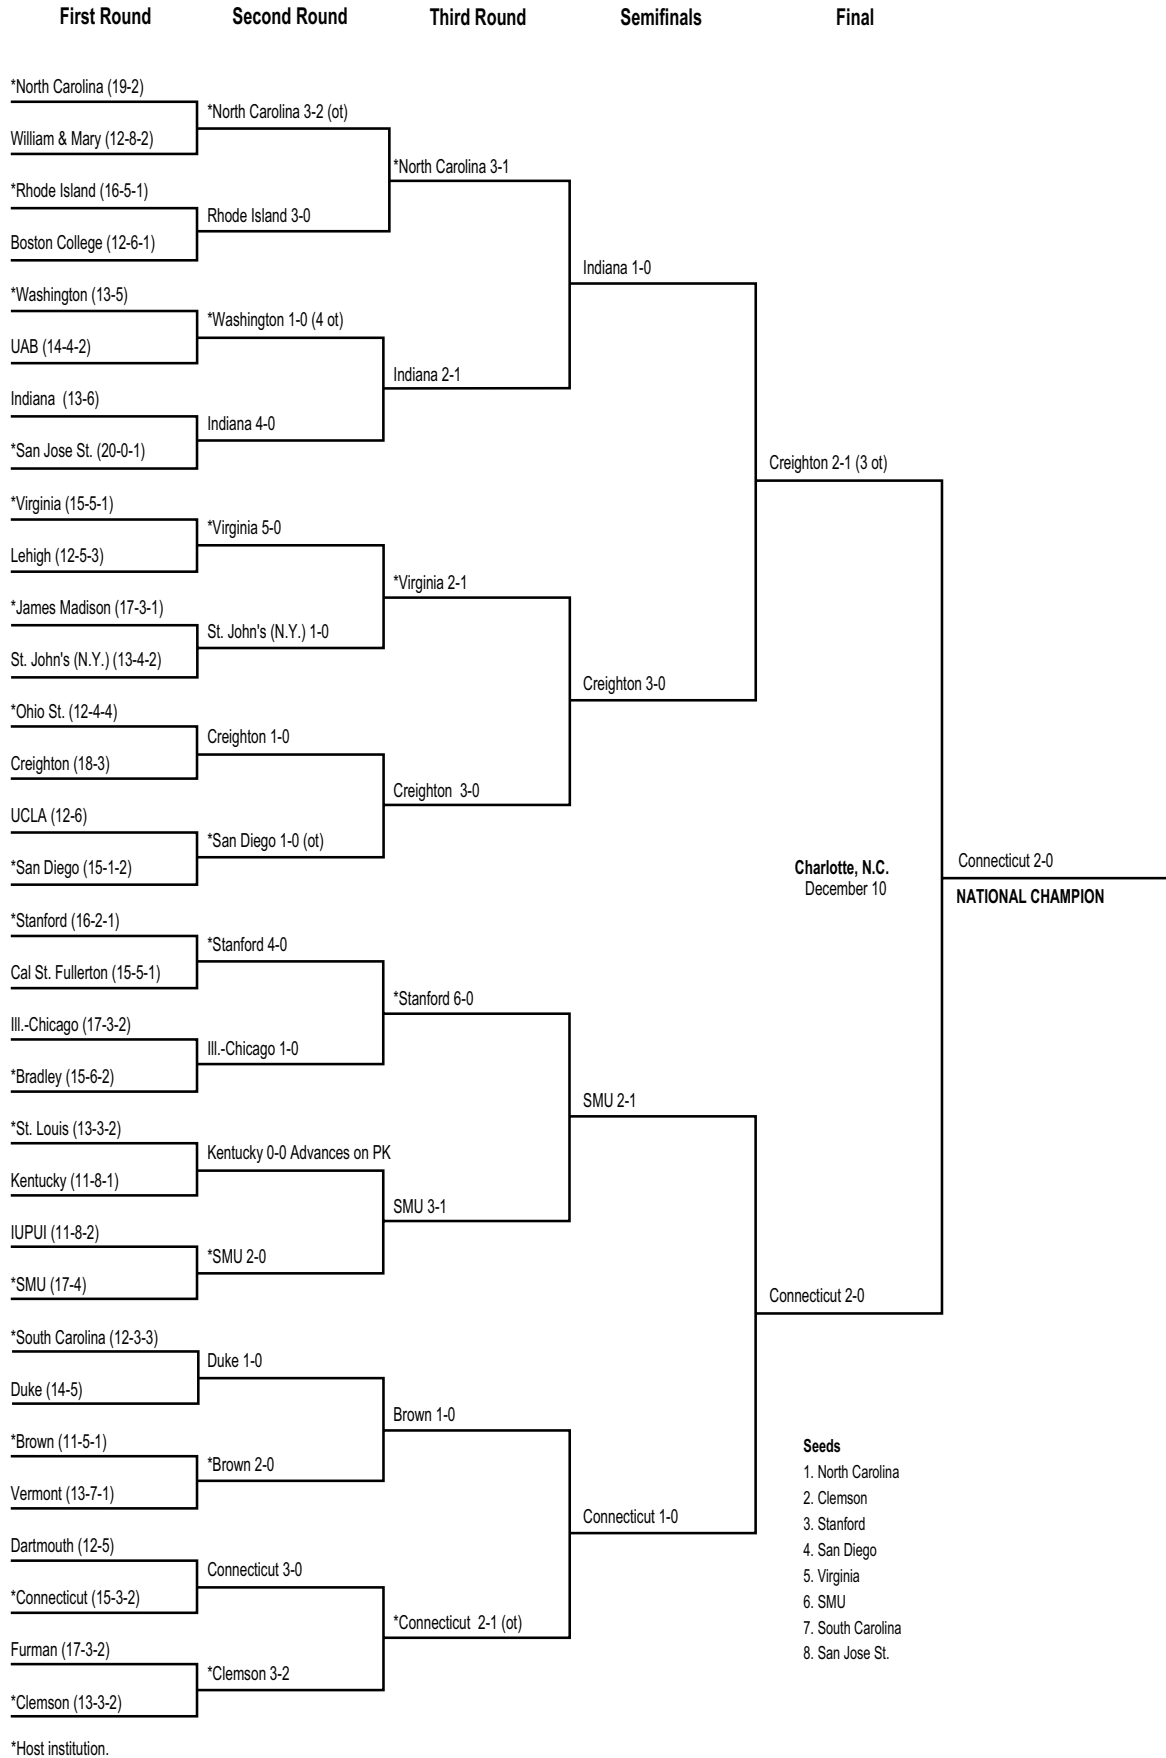 First Round Second Round Third Round Semifinals Final
*North Carolina (19-2)
William & Mary (12-8-2)
*Rhode Island (16-5-1)
Boston College (12-6-1)
*Washington (13-5)
UAB (14-4-2)
Indiana (13-6)
*San Jose St. (20-0-1)
*Virginia (15-5-1)
Lehigh (12-5-3)
*James Madison (17-3-1)
St. John's (N.Y.) (13-4-2)
*Ohio St. (12-4-4)
Creighton (18-3)
UCLA (12-6)
*San Diego (15-1-2)
*Stanford (16-2-1)
Cal St. Fullerton (15-5-1)
Ill.-Chicago (17-3-2)
*Bradley (15-6-2)
*St. Louis (13-3-2)
Kentucky (11-8-1)
IUPUI (11-8-2)
*SMU (17-4)
*South Carolina (12-3-3)
Duke (14-5)
*Brown (11-5-1)
Vermont (13-7-1)
Dartmouth (12-5)
*Connecticut (15-3-2)
Furman (17-3-2)
*Clemson (13-3-2)
*North Carolina 3-2 (ot)
Rhode Island 3-0
*Washington 1-0 (4 ot)
Indiana 4-0
*Virginia 5-0
St. John's (N.Y.) 1-0
Creighton 1-0
*San Diego 1-0 (ot)
*Stanford 4-0
Ill.-Chicago 1-0
Kentucky 0-0 Advances on PK
*SMU 2-0
Duke 1-0
*Brown 2-0
Connecticut 3-0
*Clemson 3-2
*North Carolina 3-1
Indiana 2-1
*Virginia 2-1
Creighton 3-0
*Stanford 6-0
SMU 3-1
Brown 1-0
*Connecticut 2-1 (ot)
Indiana 1-0
Creighton 3-0
SMU 2-1
Connecticut 1-0
Creighton 2-1 (3 ot)
Connecticut 2-0
Charlotte, N.C.
December 10
Connecticut 2-0
NATIONAL CHAMPION
Seeds
1. North Carolina
2. Clemson
3. Stanford
4. San Diego
5. Virginia
6. SMU
7. South Carolina
8. San Jose St.
*Host institution.